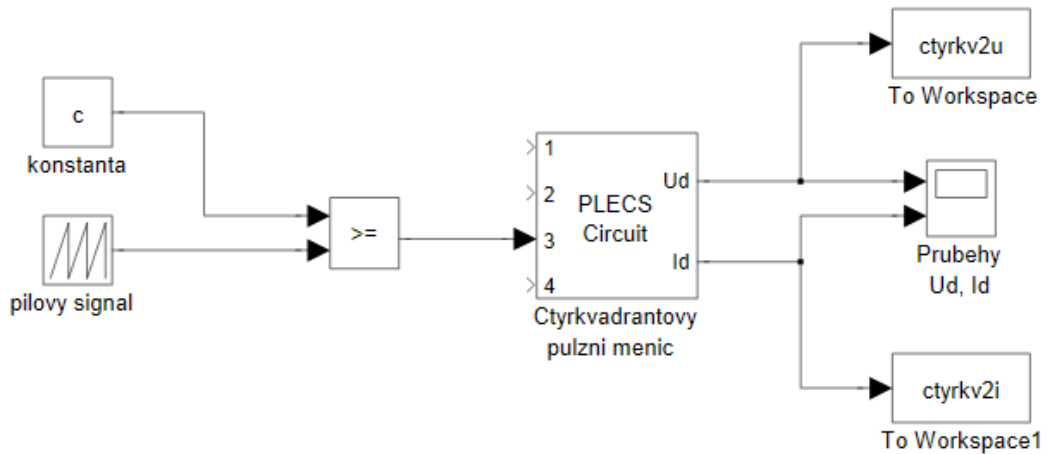 c
konstanta
pilovy signal
>=
1
2
3
4
PLECS
Circuit
Ud
Id
Ctyrkvadrantovy
pulzni menic
ctyrkv2u
To Workspace
Prubehy
Ud, Id
ctyrkv2i
To Workspace1